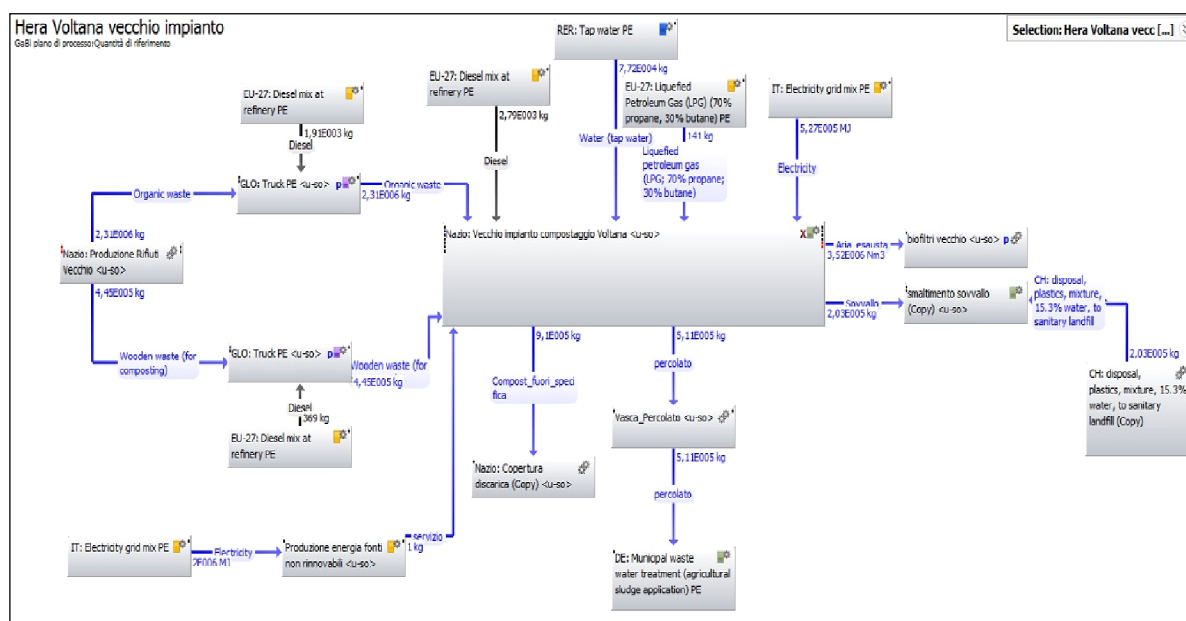 Hera Voltana vecchio impianto
GaBi piano di processo:Quantità di riferimento
Selection: Hera Voltana vecc [...]
RER: Tap water PE
7,72E004 kg
Water (tap water)
EU-27: Diesel mix at
refinery PE
2,79E003 kg
Diesel
EU-27: Liquefied
Petroleum Gas (LPG) (70%
propane, 30% butane) PE
141 kg
Liquefied
petroleum gas
(LPG; 70% propane;
30% butane)
IT: Electricity grid mix PE
5,27E005 MJ
Electricity
EU-27: Diesel mix at
refinery PE
1,91E003 kg
Diesel
GLO: Truck PE <u-so> p
Organic waste
2,31E006 kg
Organic waste
2,31E006 kg
Nazio: Produzione Rifiuti
Vecchio <u-so>
4,45E005 kg
Wooden waste (for
composting)
GLO: Truck PE <u-so> p
Wooden waste (for
4,45E005 kg
Diesel
369 kg
EU-27: Diesel mix at
refinery PE
Nazio: Vecchio impianto compostaggio Voltana <u-so>
X
Aria_esausta
3,52E006 Nm3
biofiltri vecchio <u-so> p
Sovvallo
2,03E005 kg
smaltimento sovvallo
(Copy) <u-so>
CH: disposal,
plastics, mixture,
15.3% water, to
sanitary landfill
2,03E005 kg
CH: disposal,
plastics, mixture, 15.3%
water, to sanitary
landfill (Copy)
9,1E005 kg
Compost_fuori_speci
fica
Nazio: Copertura
discarica (Copy) <u-so>
5,11E005 kg
percolato
Vasca_Percolato <u-so>
5,11E005 kg
percolato
DE: Municipal waste
water treatment (agricultural
sludge application) PE
IT: Electricity grid mix PE
Electricity
2E006 MJ
Produzione energia fonti
non rinnovabili <u-so>
servizio
1 kg